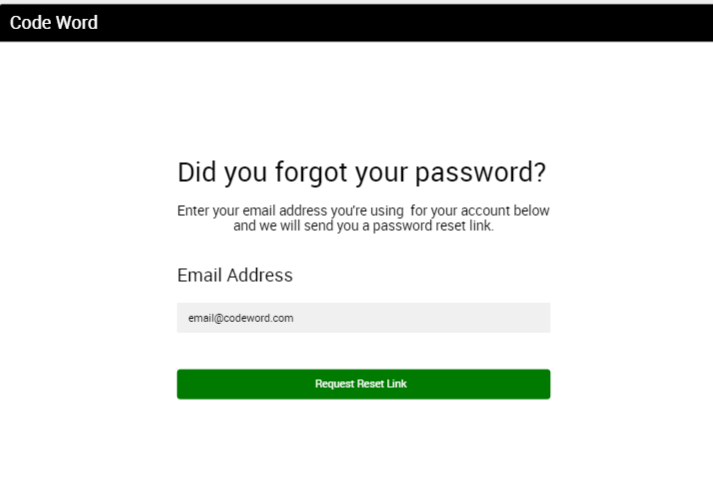 Code Word
Did you forgot your password?
Enter your email address you're using  for your account below
and we will send you a password reset link.
Email Address
email@codeword.com
Request Reset Link